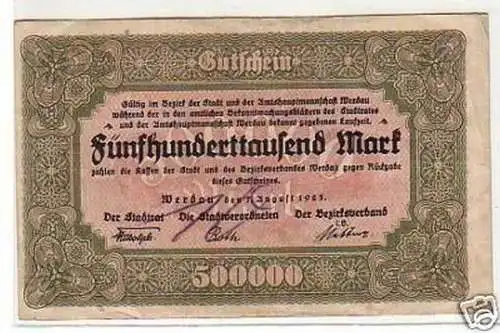 Gutschein
Gültig im Bezirk der Stadt und der Amtshauptmannschaft Werdau
während der in den amtlichen Bekanntmachungsblättern des Stadtrates
und der Amtshauptmannschaft Werdau bekannt gegebenen Laufzeit.
Fünfhunderttausend Mark
zahlen die Kassen der Stadt und des Bezirksverbandes Werdau gegen Rückgabe
dieses Gutscheines.
Werdau, den 7. August 1923.
Der Stadtrat Die Stadtverordneten Der Bezirksverband
i.V.
500000